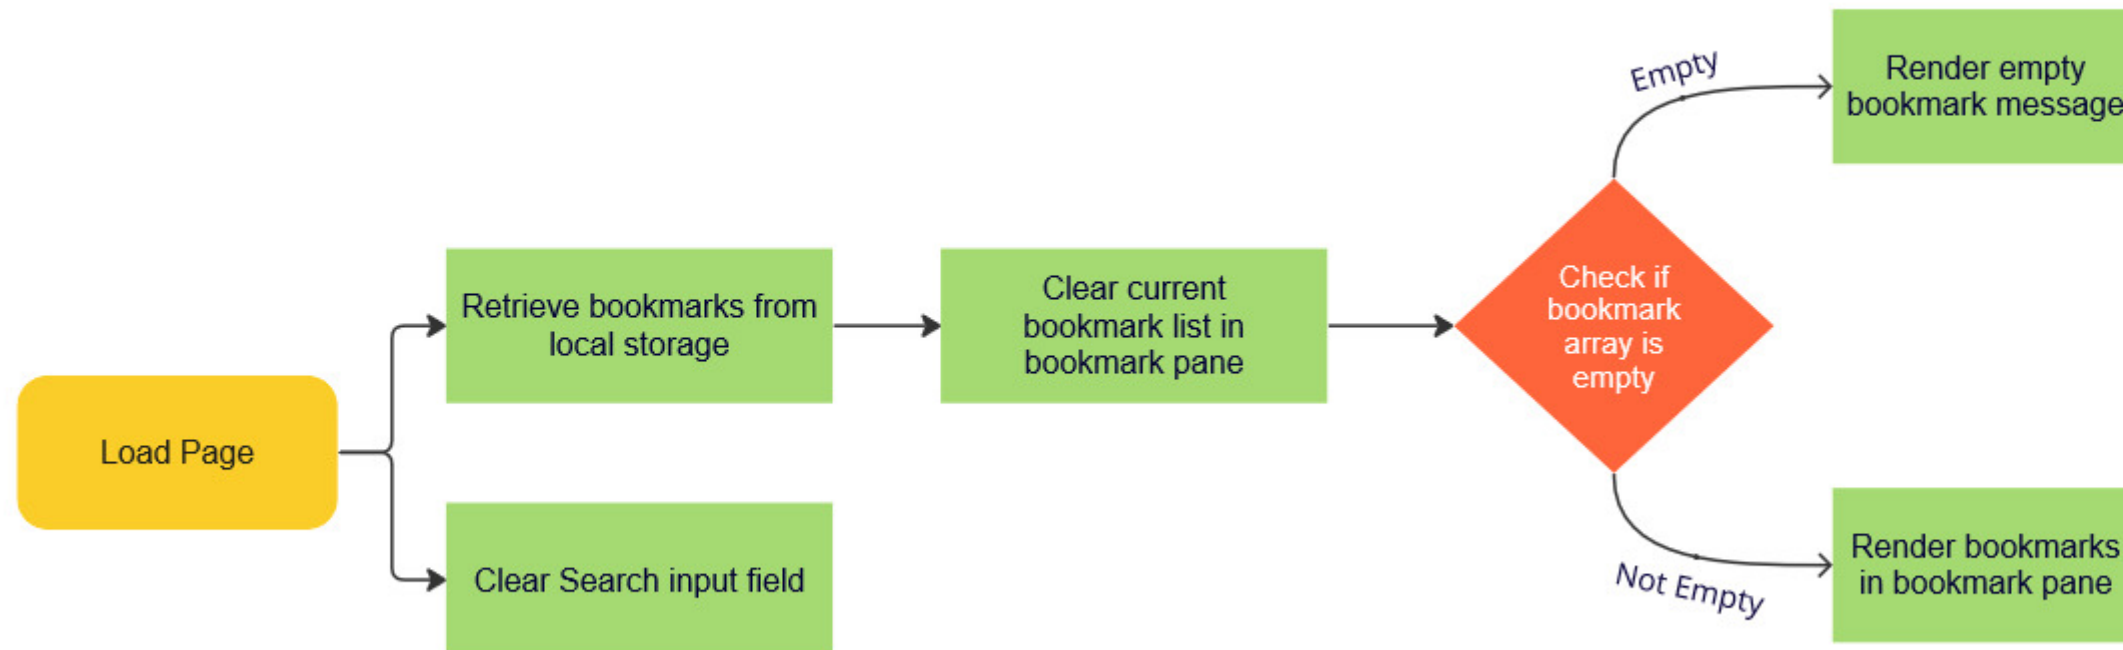 Load Page
Retrieve bookmarks from
local storage
Clear Search input field
Clear current
bookmark list in
bookmark pane
Check if
bookmark
array is
empty
Empty
Render empty
bookmark message
Not Empty
Render bookmarks
in bookmark pane